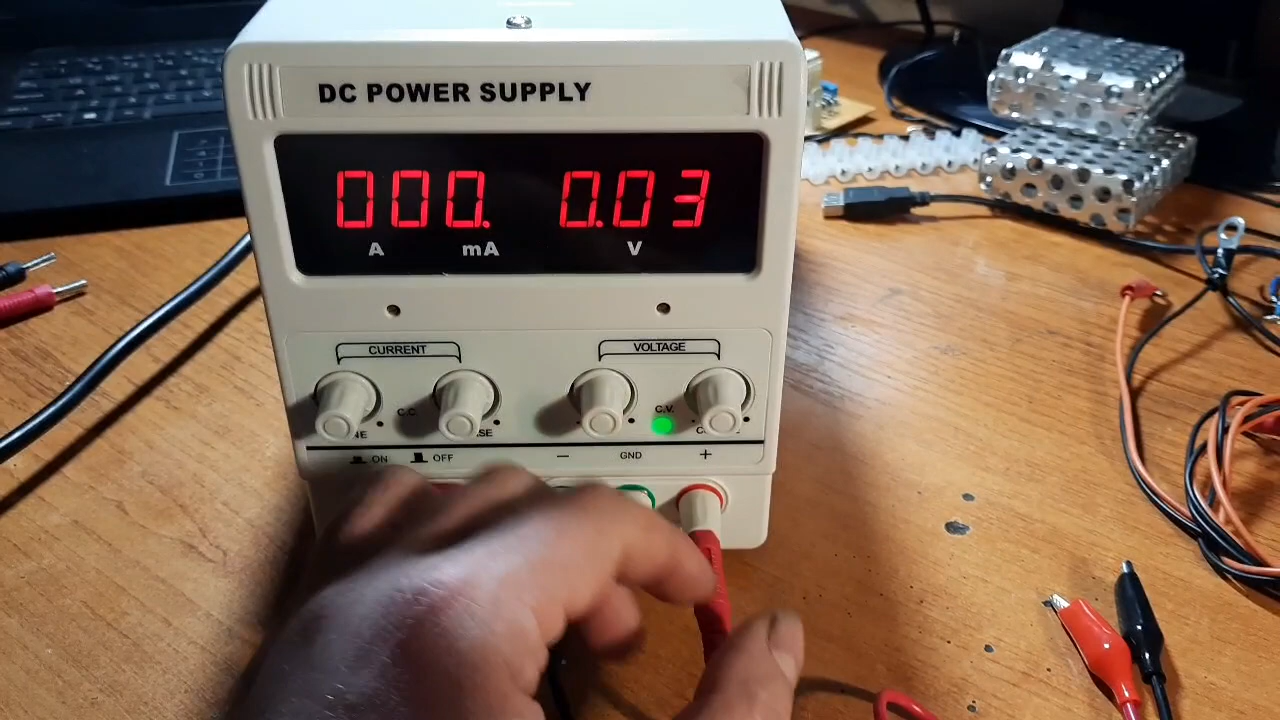 DC POWER SUPPLY
000. 0.03
A mA V
CURRENT VOLTAGE
C.C. C.V.
ON OFF − GND +